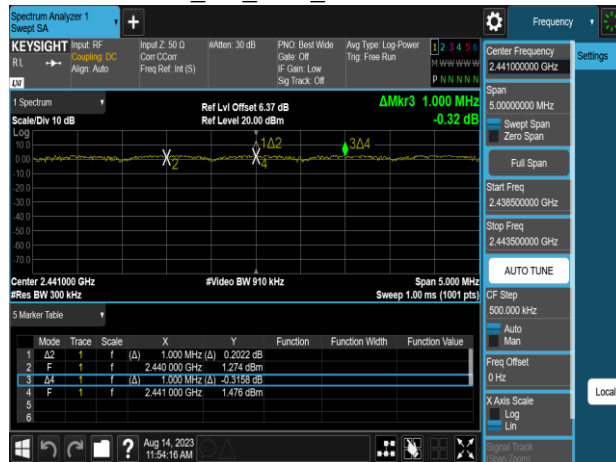 Spectrum Analyzer 1
Swept SA
Frequency
KEYSIGHT
Input: RF
Input Z: 50 Ω
#Atten: 30 dB
PNO: Best Wide
Avg Type: Log-Power
1 2 3 4 5 6
RL
Coupling: DC
Corr CCorr
Gate: Off
Trig: Free Run
M W W W W W
Align: Auto
Freq Ref: Int (S)
IF Gain: Low
Sig Track: Off
P N N N N N
LXI
Center Frequency
2.441000000 GHz
Settings
1 Spectrum
Ref Lvl Offset 6.37 dB
ΔMkr3 1.000 MHz
Scale/Div 10 dB
Ref Level 20.00 dBm
-0.32 dB
Log
10.0
0.00
-10.0
-20.0
-30.0
-40.0
-50.0
-60.0
-70.0
2
1Δ2
4
3Δ4
Center 2.441000 GHz
#Video BW 910 kHz
Span 5.000 MHz
#Res BW 300 kHz
Sweep 1.00 ms (1001 pts)
Span
5.00000000 MHz
Swept Span
Zero Span
Full Span
Start Freq
2.438500000 GHz
Stop Freq
2.443500000 GHz
AUTO TUNE
CF Step
500.000 kHz
Auto
Man
Freq Offset
0 Hz
X Axis Scale
Log
Lin
Signal Track
(Span Zoom)
Local
5 Marker Table
Mode Trace Scale X Y Function Function Width Function Value
1 Δ2 1 f (Δ) 1.000 MHz (Δ) 0.2022 dB
2 F 1 f 2.440 000 GHz 1.274 dBm
3 Δ4 1 f (Δ) 1.000 MHz (Δ) -0.3158 dB
4 F 1 f 2.441 000 GHz 1.476 dBm
5
6
?
Aug 14, 2023
11:54:16 AM